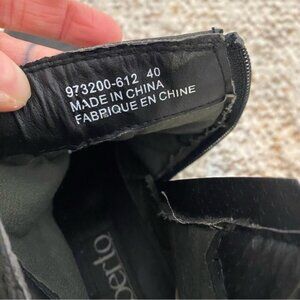 973200-612 40
MADE IN CHINA
FABRIQUE EN CHINE